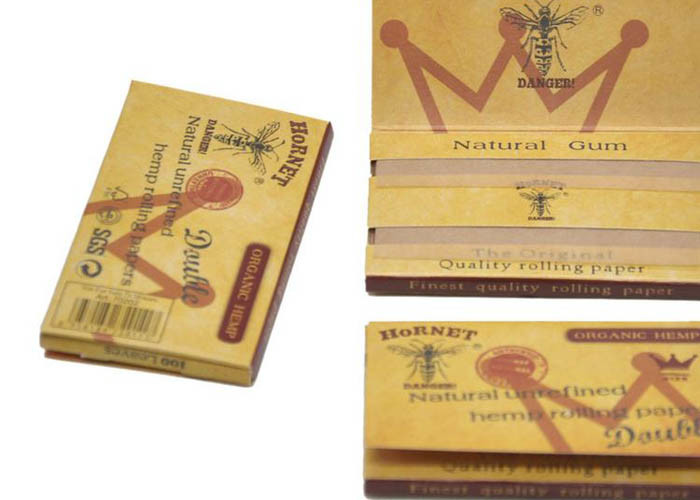 HORNET
DANGER!
®
Natural unrefined
hemp rolling papers
Double
ORGANIC HEMP
SGS
100 Leaves
®
DANGER!
Natural Gum
HORNET
The Original
Quality rolling paper
Finest quality rolling paper
HORNET
DANGER!
ORGANIC HEMP
Natural unrefined
hemp rolling pape
Doubl
Quality rolling paper
Finest quality rolling paper